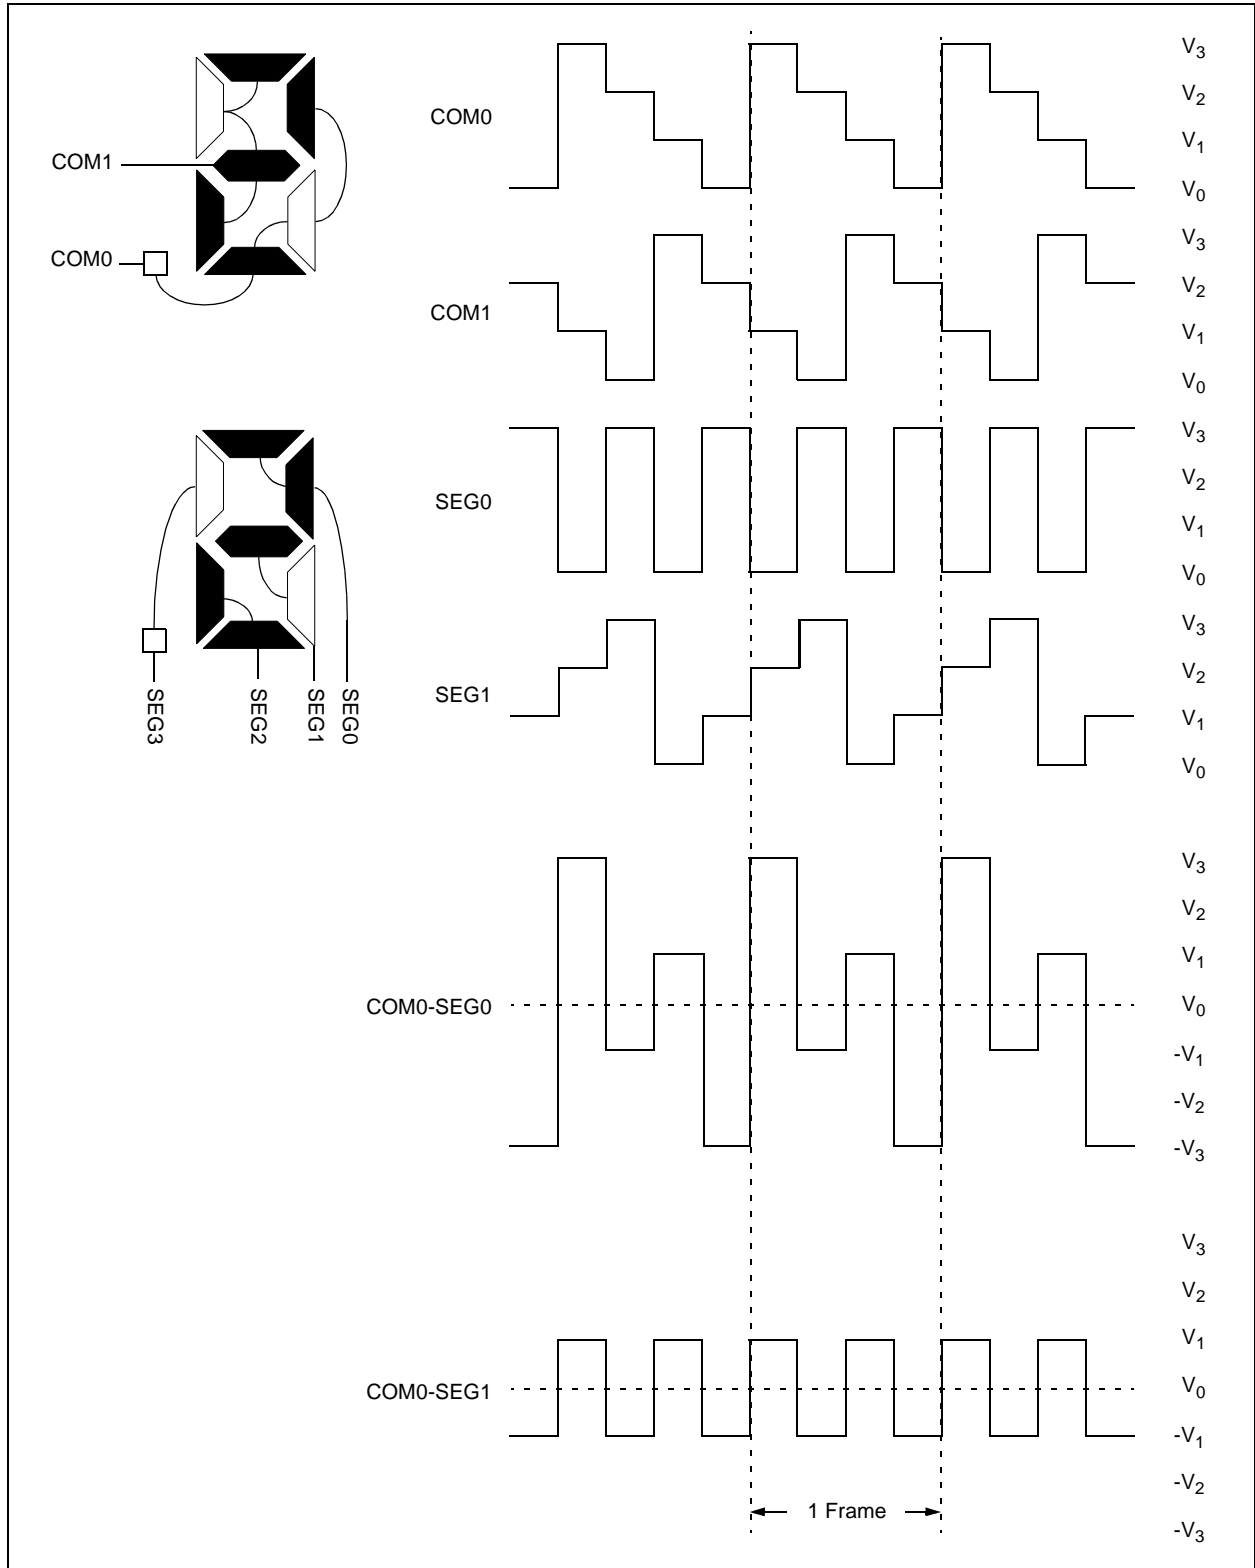 COM1
COM0
SEG3
SEG2
SEG1
SEG0
COM0
V3
V2
V1
V0
COM1
V3
V2
V1
V0
SEG0
V3
V2
V1
V0
SEG1
V3
V2
V1
V0
COM0-SEG0
V3
V2
V1
V0
-V1
-V2
-V3
COM0-SEG1
V3
V2
V1
V0
-V1
-V2
-V3
1 Frame